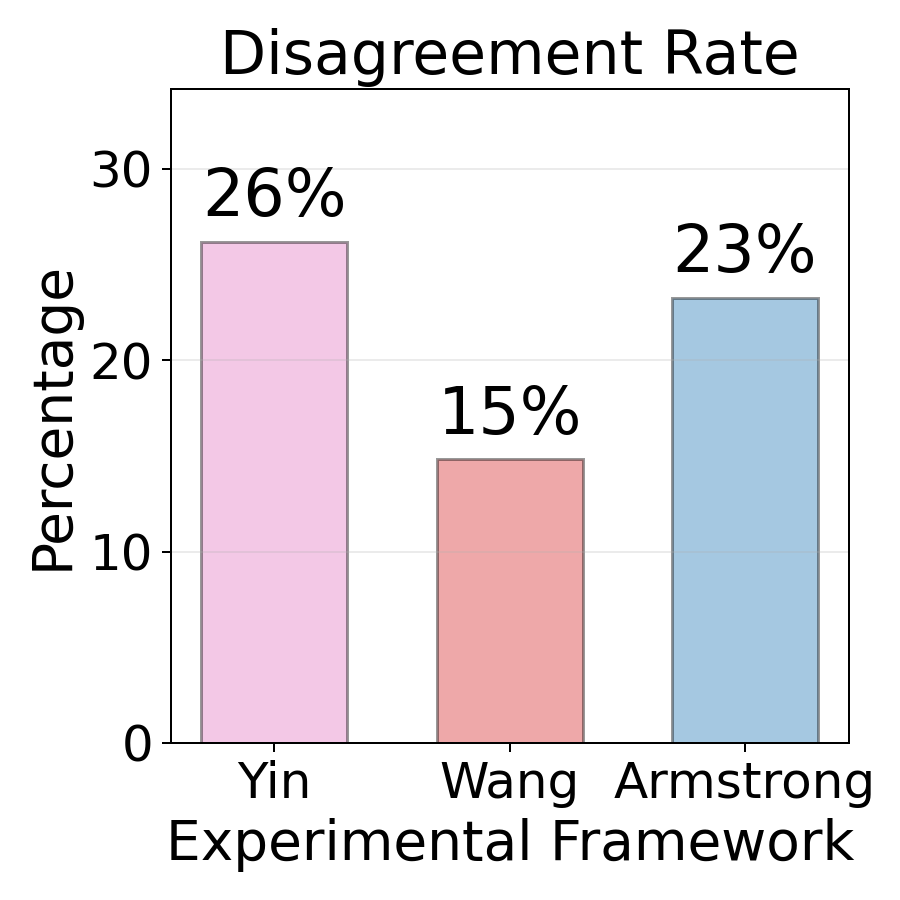 Disagreement Rate
Percentage
30
20
10
0
26%
15%
23%
Yin
Wang
Armstrong
Experimental Framework